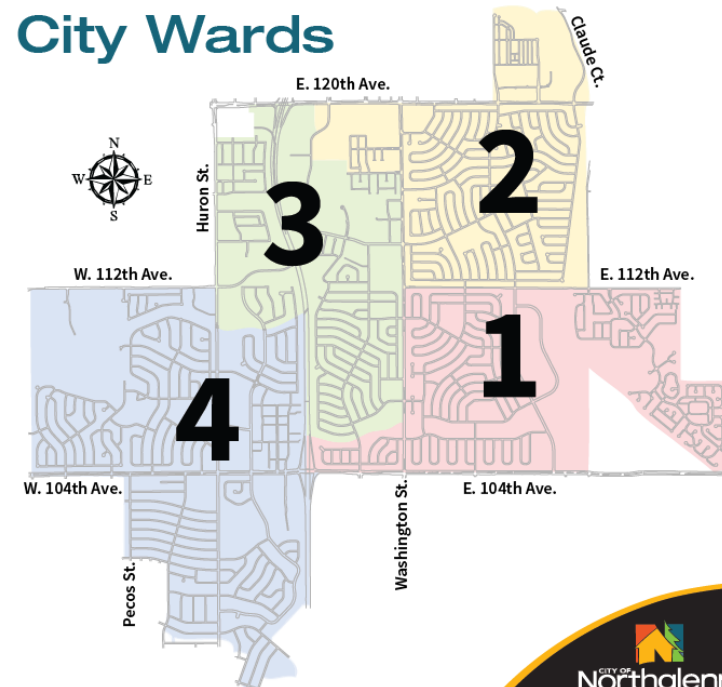 City Wards
Claude Ct.
E. 120th Ave.
N
W E
S
Huron St.
2
3
W. 112th Ave.
E. 112th Ave.
1
4
W. 104th Ave.
E. 104th Ave.
Washington St.
Pecos St.
CITY OF